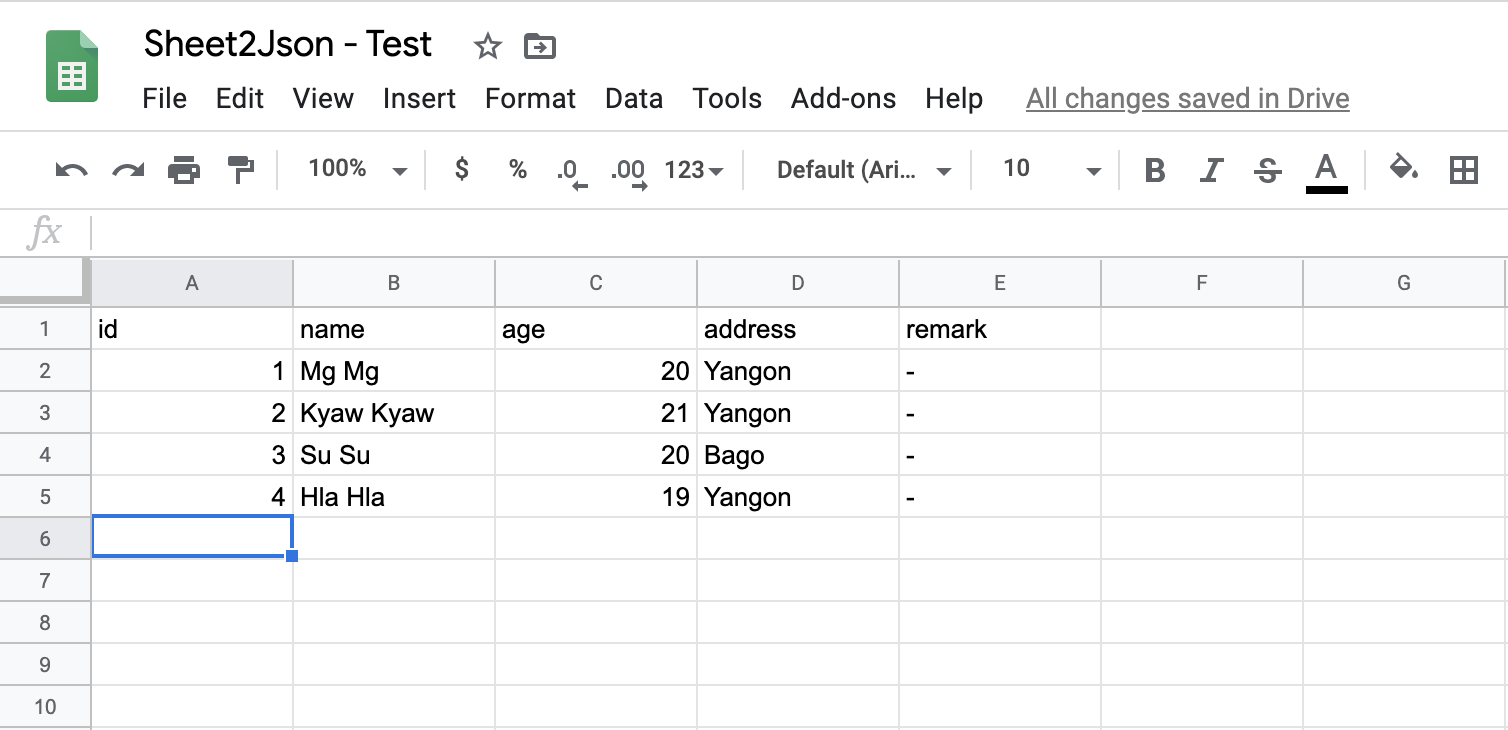 Sheet2Json - Test
File Edit View Insert Format Data Tools Add-ons Help All changes saved in Drive
100% $ % .0 .00 123 Default (Ari... 10 B I S A
fx
A B C D E F G
1 id name age address remark
2 1 Mg Mg 20 Yangon -
3 2 Kyaw Kyaw 21 Yangon -
4 3 Su Su 20 Bago -
5 4 Hla Hla 19 Yangon -
6
7
8
9
10